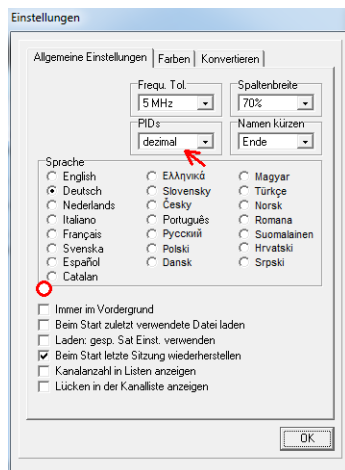 Einstellungen
Allgemeine Einstellungen Farben Konvertieren
Frequ. Tol. Spaltenbreite
5 MHz 70%
PIDs Namen kürzen
dezimal Ende
Sprache
English Ελληνικά Magyar
Deutsch Slovensky Türkçe
Nederlands Česky Norsk
Italiano Português Romana
Français Русский Suomalainen
Svenska Polski Hrvatski
Español Dansk Srpski
Catalan
Immer im Vordergrund
Beim Start zuletzt verwendete Datei laden
Laden: gesp. Sat Einst. verwenden
Beim Start letzte Sitzung wiederherstellen
Kanalanzahl in Listen anzeigen
Lücken in der Kanalliste anzeigen
OK